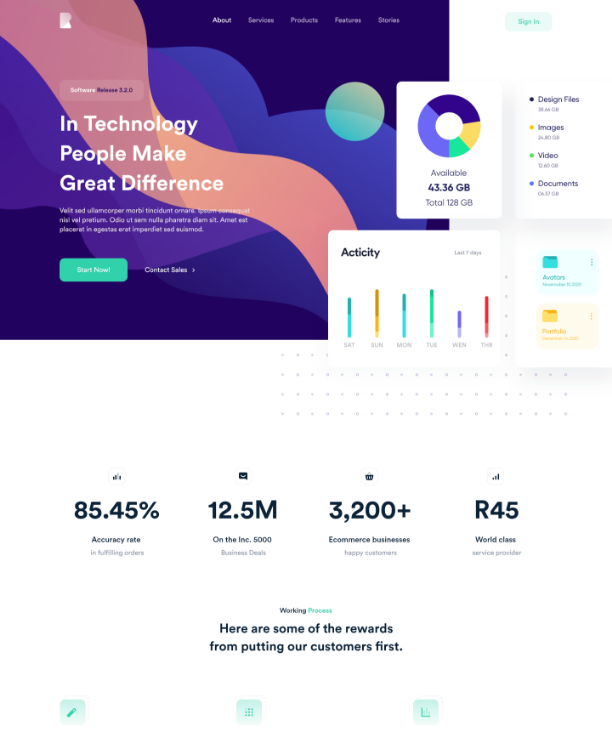 About Services Products Features Stories
Sign In
Software Release 3.2.0
In Technology
People Make
Great Difference
Velit sed ullamcorper morbi tincidunt ornare. Ipsum consequat
nisl vel pretium. Odio ut sem nulla pharetra diam sit. Amet est
placerat in egestas erat imperdiet sed euismod.
Start Now!
Contact Sales >
Available
43.36 GB
Total 128 GB
Design Files
38.66 GB
Images
24.80 GB
Video
12.60 GB
Documents
06.57 GB
Acticity
Last 7 days
SAT SUN MON TUE WEN THR
Avatars
November 10.2020
Portfolio
December 14.2020
85.45%
Accuracy rate
in fulfilling orders
12.5M
On the Inc. 5000
Business Deals
3,200+
Ecommerce businesses
happy customers
R45
World class
service provider
Working Process
Here are some of the rewards
from putting our customers first.